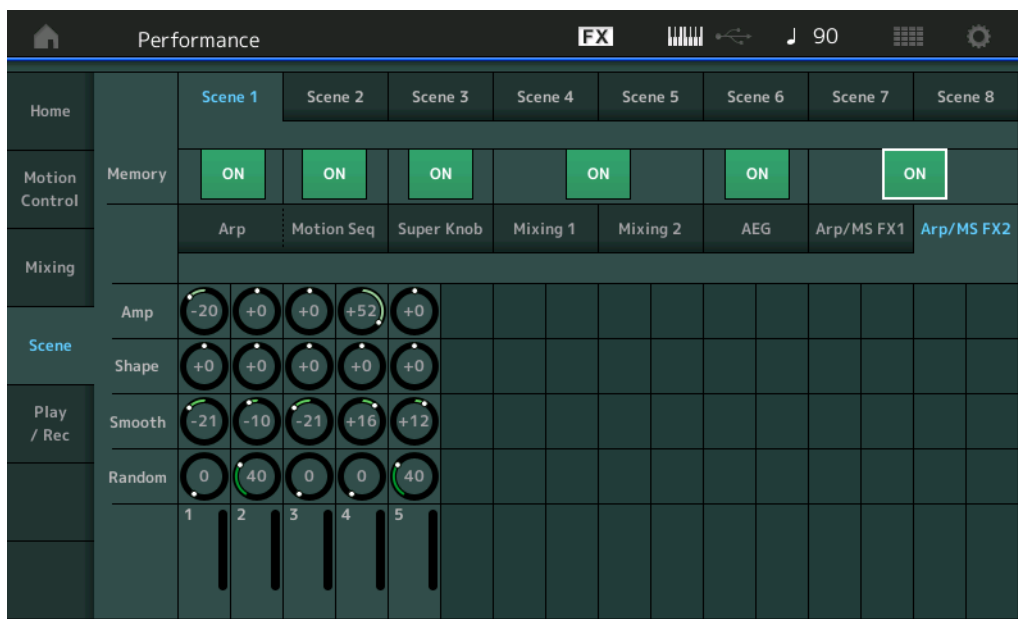 Performance FX 90
Scene 1 Scene 2 Scene 3 Scene 4 Scene 5 Scene 6 Scene 7 Scene 8
Home
Motion
Control
Mixing
Scene
Play
/ Rec
Memory ON ON ON ON ON ON
Arp Motion Seq Super Knob Mixing 1 Mixing 2 AEG Arp/MS FX1 Arp/MS FX2
Amp -20 +0 +0 +52 +0
Shape +0 +0 +0 +0 +0
Smooth -21 -10 -21 +16 +12
Random 0 40 0 0 40
1 2 3 4 5